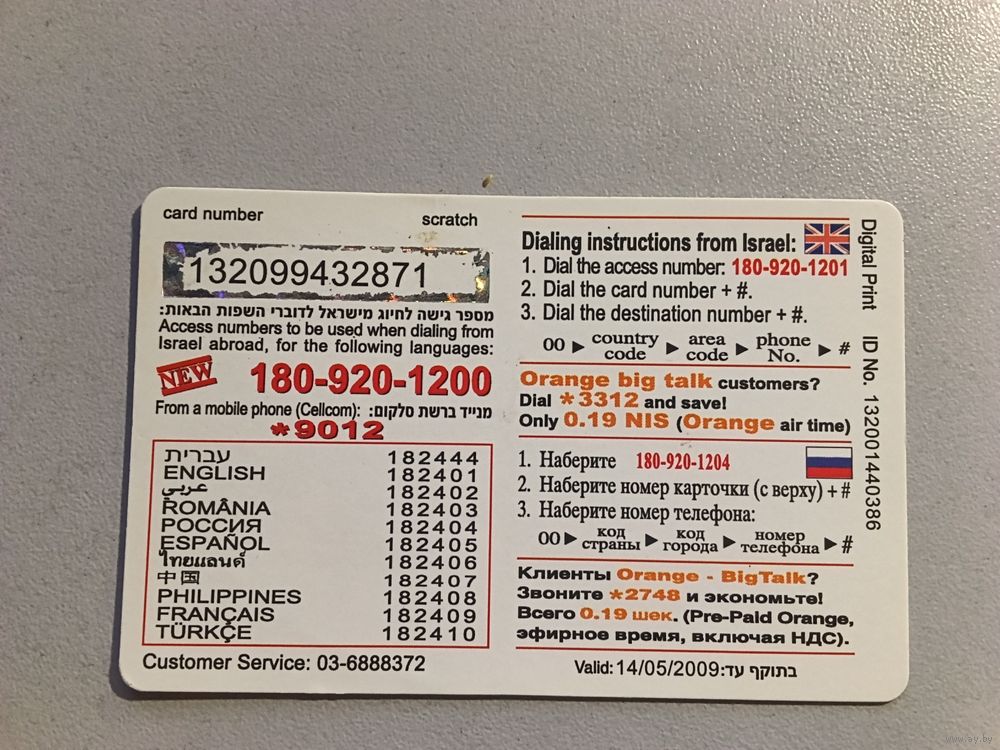 card number
scratch
132099432871
מספר גישה לחיוג מישראל לדוברי השפות הבאות:
Access numbers to be used when dialing from
Israel abroad, for the following languages:
NEW
180-920-1200
From a mobile phone (Cellcom): מנייד ברשת סלקום:
*9012
עברית 182444
ENGLISH 182401
عربي 182402
ROMÂNIA 182403
РОССИЯ 182404
ESPAÑOL 182405
ไทยแลนด์ 182406
中国 182407
PHILIPPINES 182408
FRANÇAIS 182409
TÜRKÇE 182410
Customer Service: 03-6888372
Dialing instructions from Israel:
1. Dial the access number: 180-920-1201
2. Dial the card number + #.
3. Dial the destination number + #.
00 ▶ country code ▶ area code ▶ phone No. ▶ #
Orange big talk customers?
Dial *3312 and save!
Only 0.19 NIS (Orange air time)
1. Наберите 180-920-1204
2. Наберите номер карточки (с верху) + #
3. Наберите номер телефона:
00 ▶ код страны ▶ код города ▶ номер телефона ▶ #
Клиенты Orange - BigTalk?
Звоните *2748 и экономьте!
Всего 0.19 шек. (Pre-Paid Orange,
эфирное время, включая НДС).
Valid: 14/05/2009 בתוקף עד:
Digital Print ID No. 132001440386
www.ay.by